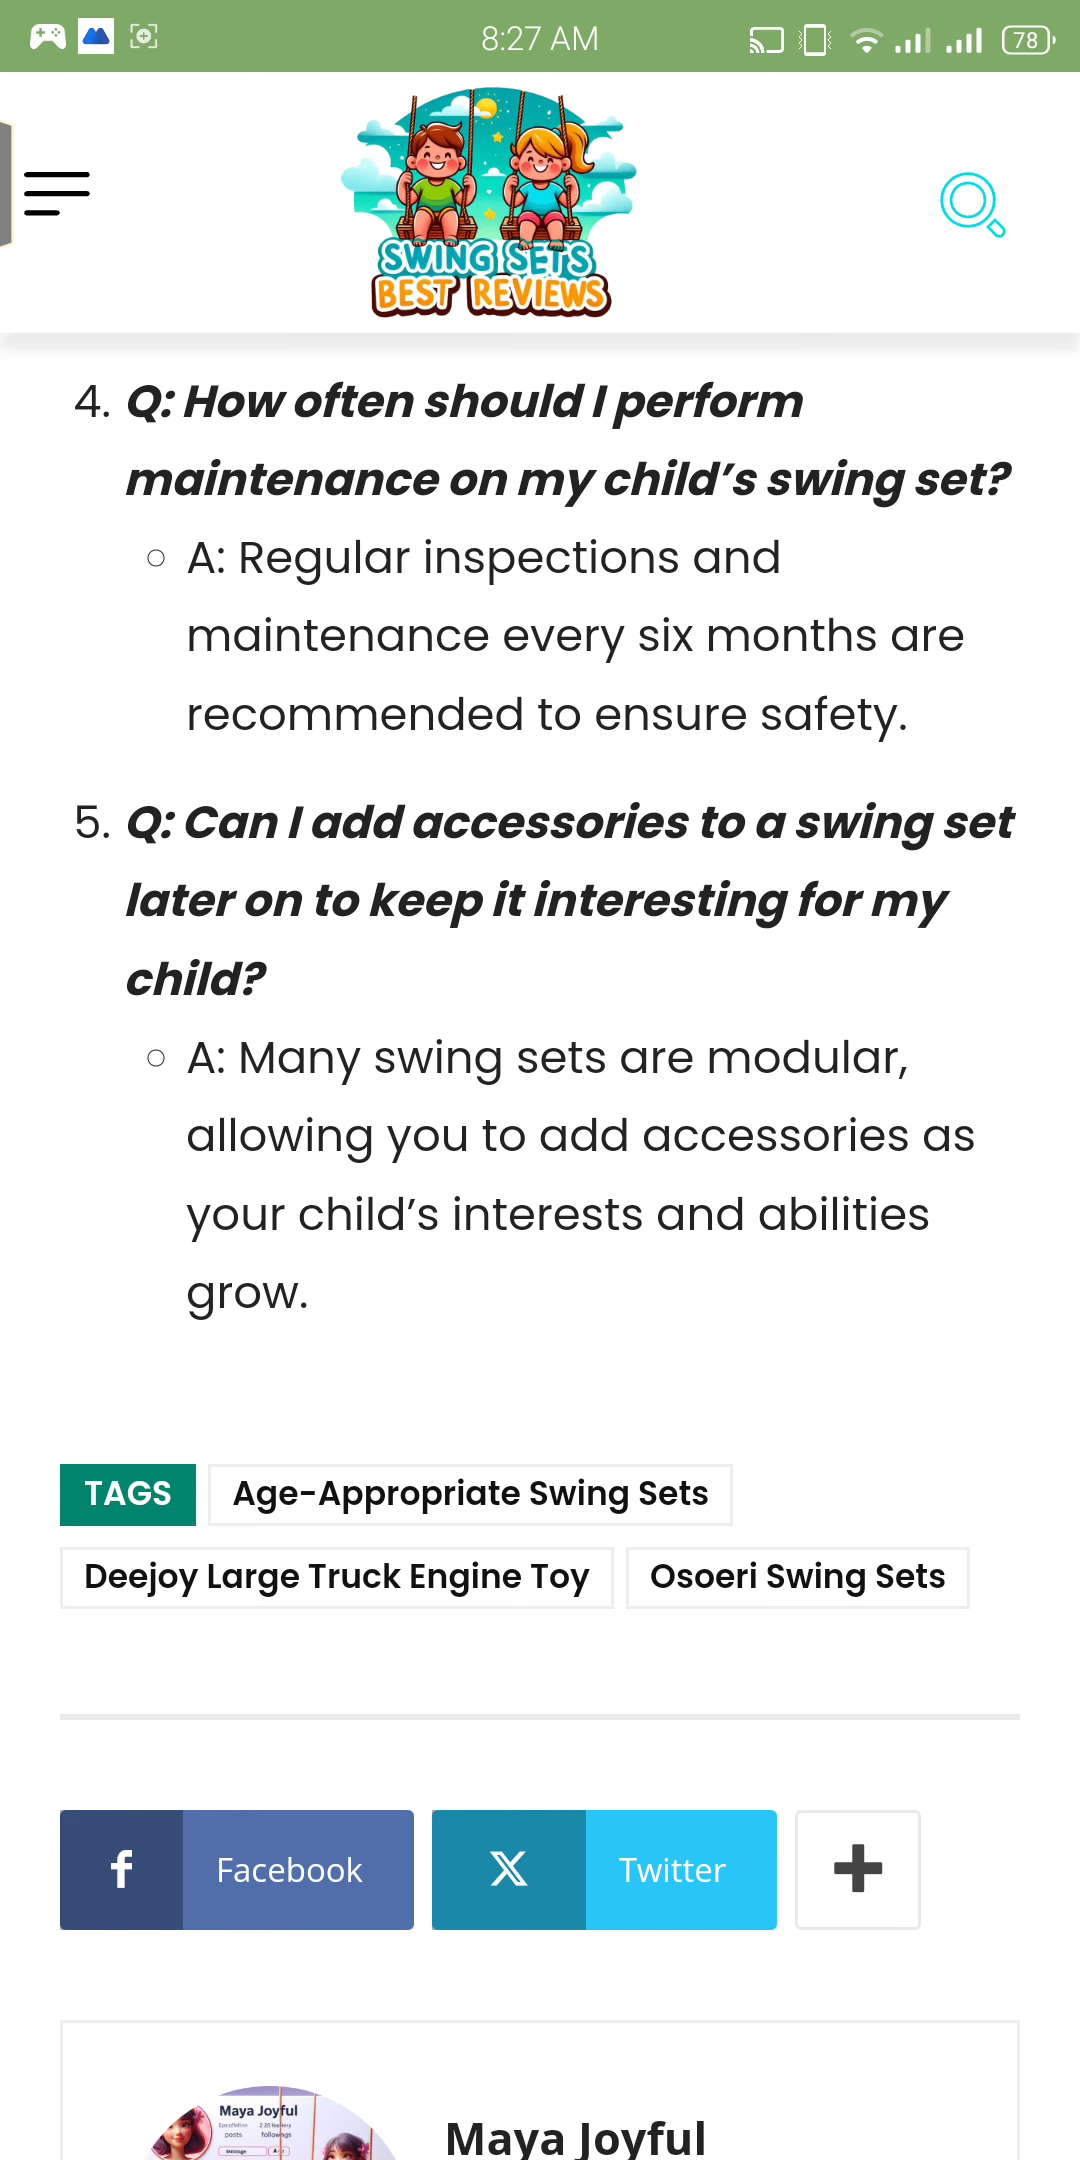 8:27 AM
78
SWING SETS
BEST REVIEWS
4. Q: How often should I perform
maintenance on my child’s swing set?
A: Regular inspections and
maintenance every six months are
recommended to ensure safety.
5. Q: Can I add accessories to a swing set
later on to keep it interesting for my
child?
A: Many swing sets are modular,
allowing you to add accessories as
your child’s interests and abilities
grow.
TAGS Age-Appropriate Swing Sets
Deejoy Large Truck Engine Toy Osoeri Swing Sets
Facebook Twitter
Maya Joyful
posts followings
Message
Maya Joyful